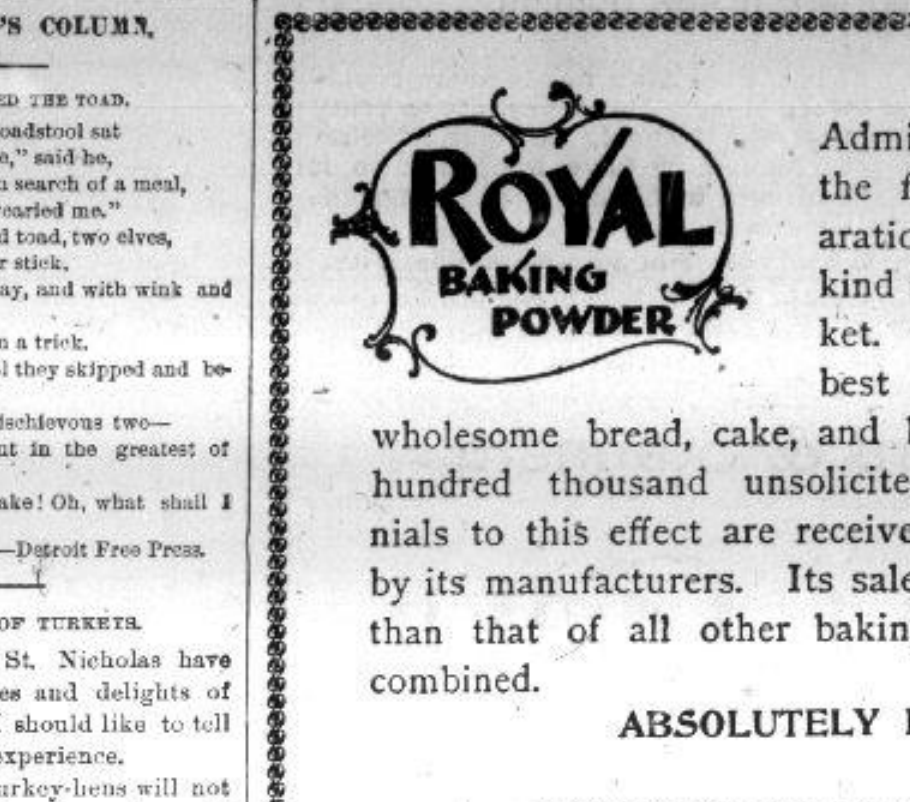 'S COLUMN.
ED THE TOAD.
oadstool sat
e," said he,
n search of a meal,
earied me."
d toad, two elves,
r stick,
ay, and with wink and
n a trick.
l they skipped and be-
ischievous two—
ut in the greatest of
ake! Oh, what shall I
—Detroit Free Press.
OF TURKEYS.
St. Nicholas have
es and delights of
I should like to tell
experience.
urkey-hens will not
ROYAL
BAKING
POWDER
Admi
the f
aratio
kind
ket.
best
wholesome bread, cake, and b
hundred thousand unsolicite
nials to this effect are receive
by its manufacturers. Its sale
than that of all other bakin
combined.
ABSOLUTELY